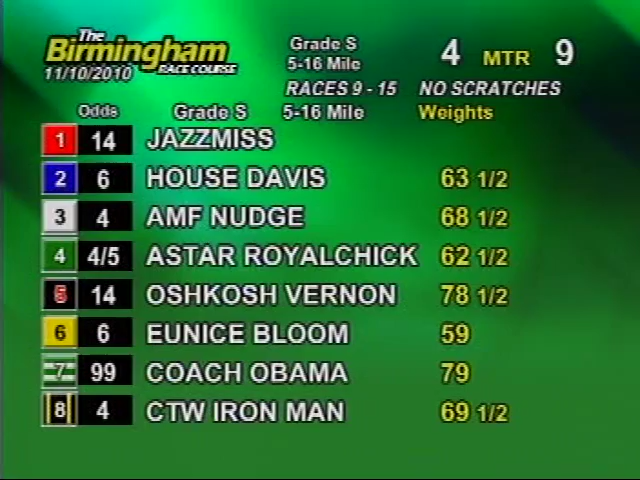 The
Birmingham
RACE COURSE
11/10/2010
Grade S
5-16 Mile
4 MTR 9
RACES 9 - 15 NO SCRATCHES
Odds Grade S 5-16 Mile Weights
1 14 JAZZMISS
2 6 HOUSE DAVIS 63 1/2
3 4 AMF NUDGE 68 1/2
4 4/5 ASTAR ROYALCHICK 62 1/2
5 14 OSHKOSH VERNON 78 1/2
6 6 EUNICE BLOOM 59
7 99 COACH OBAMA 79
8 4 CTW IRON MAN 69 1/2